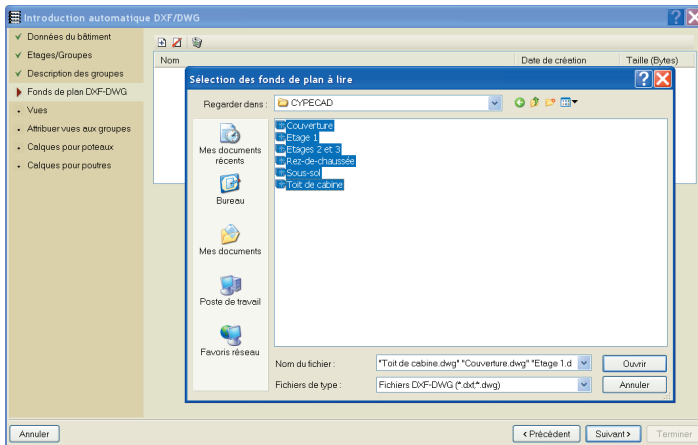 Introduction automatique DXF/DWG
Données du bâtiment
Etages/Groupes
Description des groupes
Fonds de plan DXF-DWG
Vues
Attribuer vues aux groupes
Calques pour poteaux
Calques pour poutres
Nom
Date de création
Taille (Bytes)
Sélection des fonds de plan à lire
Regarder dans :
CYPECAD
Mes documents récents
Bureau
Mes documents
Poste de travail
Favoris réseau
Couverture
Etage 1
Etages 2 et 3
Rez-de-chaussée
Sous-sol
Toit de cabine
Nom du fichier :
"Toit de cabine.dwg" "Couverture.dwg" "Etage 1.d
Ouvrir
Fichiers de type :
Fichiers DXF-DWG (*.dxf;*.dwg)
Annuler
Annuler
< Précédent
Suivant >
Terminer